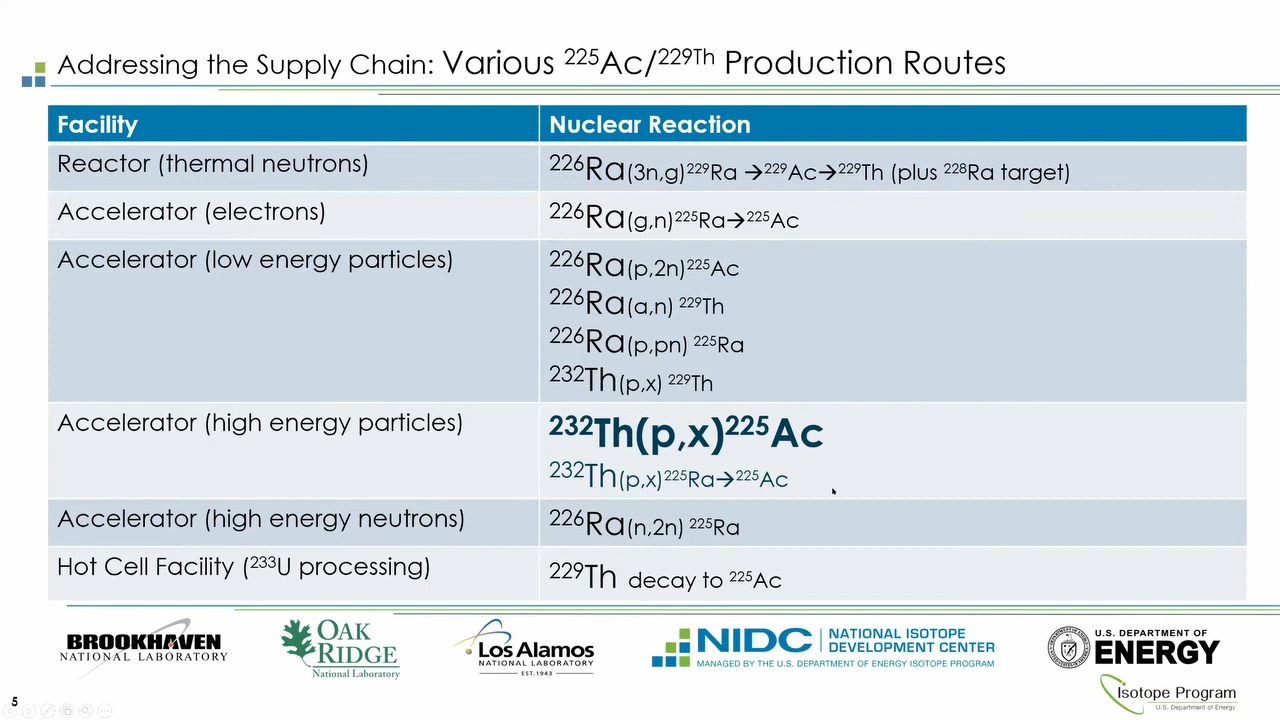 Addressing the Supply Chain: Various ²²⁵Ac/²²⁹Th Production Routes
Facility
Nuclear Reaction
Reactor (thermal neutrons)
²²⁶Ra(3n,g)²²⁹Ra →²²⁹Ac→²²⁹Th (plus ²²⁸Ra target)
Accelerator (electrons)
²²⁶Ra(g,n)²²⁵Ra→²²⁵Ac
Accelerator (low energy particles)
²²⁶Ra(p,2n)²²⁵Ac
²²⁶Ra(a,n) ²²⁹Th
²²⁶Ra(p,pn) ²²⁵Ra
²³²Th(p,x) ²²⁹Th
Accelerator (high energy particles)
²³²Th(p,x)²²⁵Ac
²³²Th(p,x)²²⁵Ra→²²⁵Ac
Accelerator (high energy neutrons)
²²⁶Ra(n,2n) ²²⁵Ra
Hot Cell Facility (²³³U processing)
²²⁹Th decay to ²²⁵Ac
BROOKHAVEN
NATIONAL LABORATORY
OAK
RIDGE
National Laboratory
Los Alamos
NATIONAL LABORATORY
EST.1943
NIDC
NATIONAL ISOTOPE
DEVELOPMENT CENTER
MANAGED BY THE U.S. DEPARTMENT OF ENERGY ISOTOPE PROGRAM
U.S. DEPARTMENT OF
ENERGY
Isotope Program
U.S. Department of Energy
5